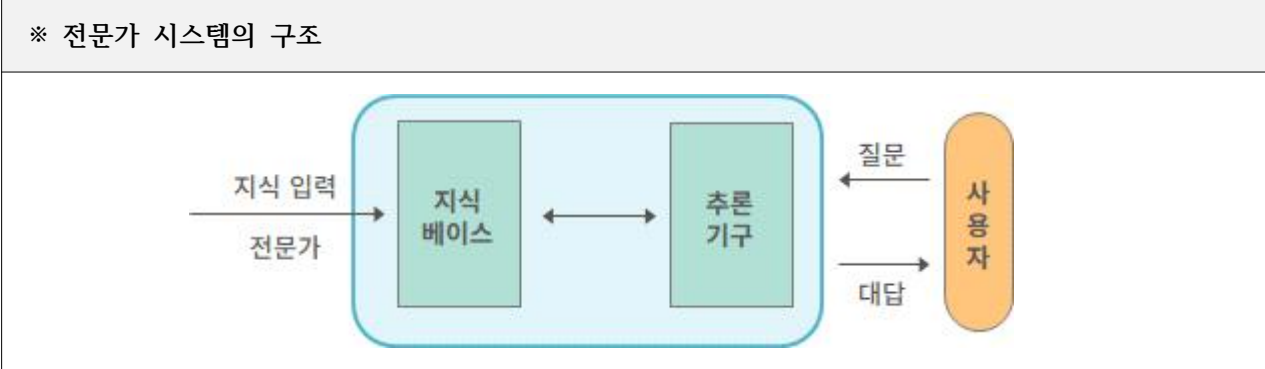 ※ 전문가 시스템의 구조
지식 입력
전문가
지식
베이스
추론
기구
질문
대답
사
용
자